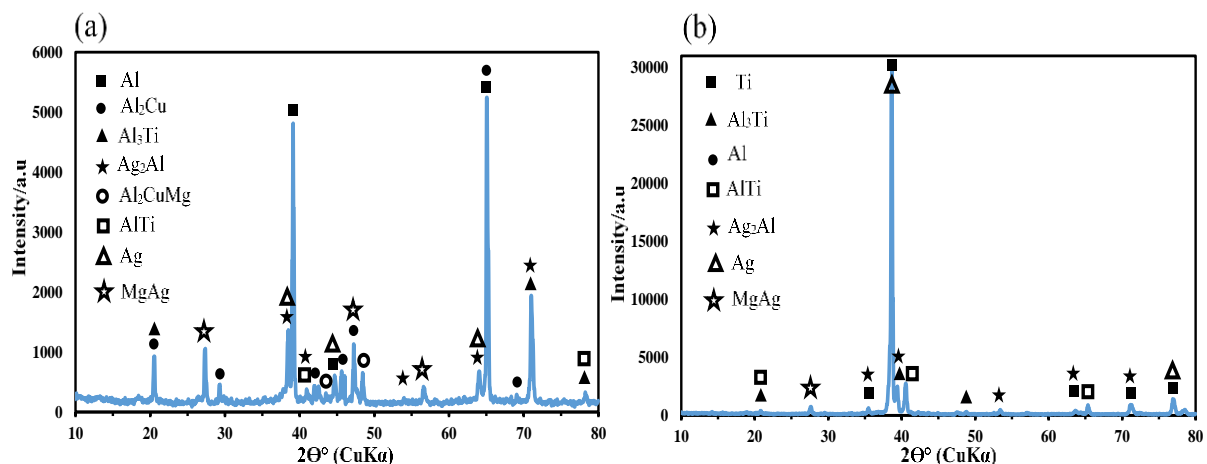 (a)
6000
5000
4000
3000
2000
1000
0
Intensity/a.u
Al
Al₂Cu
Al₃Ti
Ag₂Al
Al₂CuMg
AlTi
Ag
MgAg
10 20 30 40 50 60 70 80
2Θ° (CuKα)
(b)
30000
25000
20000
15000
10000
5000
0
Intensity/a.u
Ti
Al₃Ti
Al
AlTi
Ag₂Al
Ag
MgAg
10 20 30 40 50 60 70 80
2Θ° (CuKα)